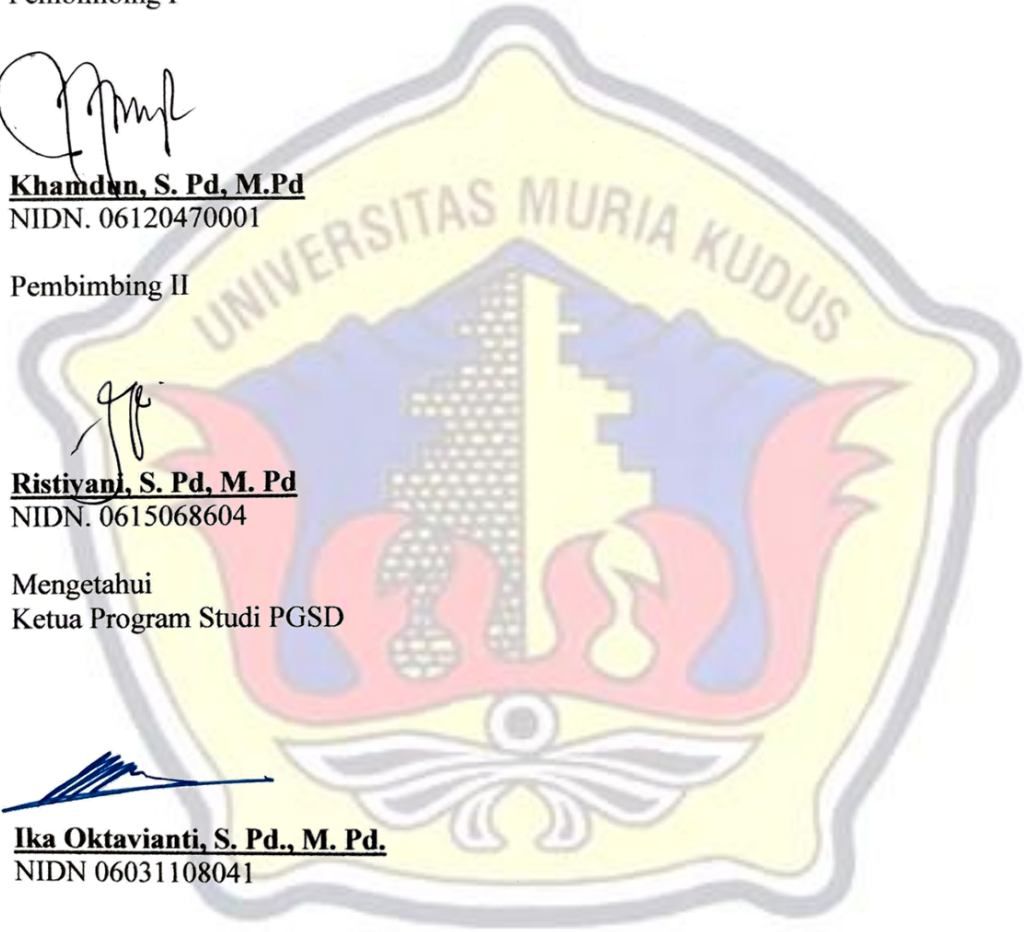 Pembimbing I
Khamdun, S. Pd, M.Pd
NIDN. 06120470001
Pembimbing II
Ristiyani, S. Pd, M. Pd
NIDN. 0615068604
Mengetahui
Ketua Program Studi PGSD
Ika Oktavianti, S. Pd., M. Pd.
NIDN 06031108041
UNIVERSITAS MURIA KUDUS